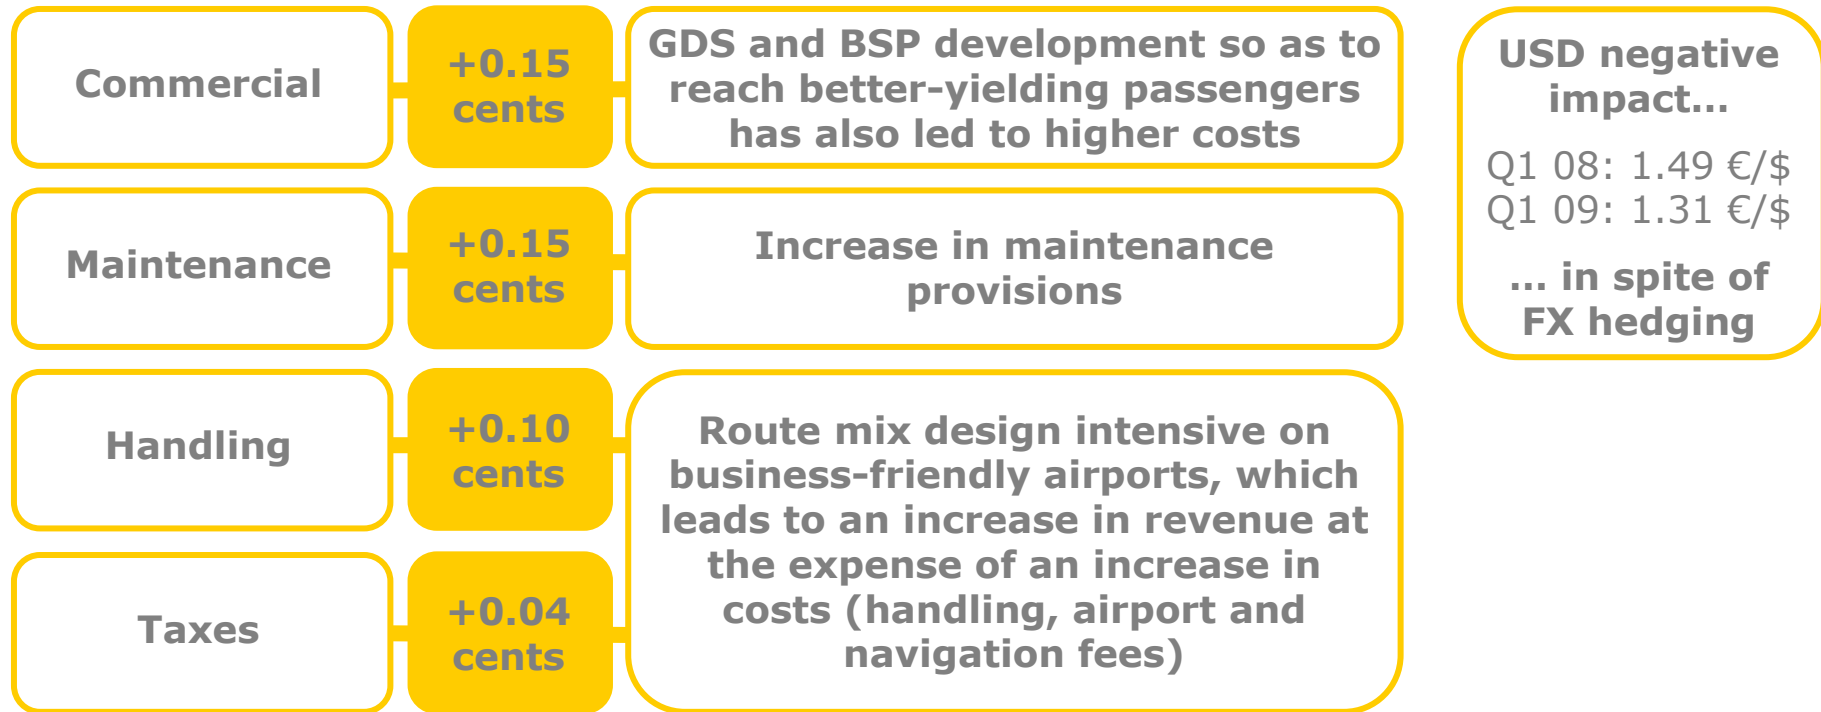 Commercial
+0.15
cents
GDS and BSP development so as to
reach better-yielding passengers
has also led to higher costs
Maintenance
+0.15
cents
Increase in maintenance
provisions
Handling
+0.10
cents
Taxes
+0.04
cents
Route mix design intensive on
business-friendly airports, which
leads to an increase in revenue at
the expense of an increase in
costs (handling, airport and
navigation fees)
USD negative
impact...
Q1 08: 1.49 €/$
Q1 09: 1.31 €/$
... in spite of
FX hedging